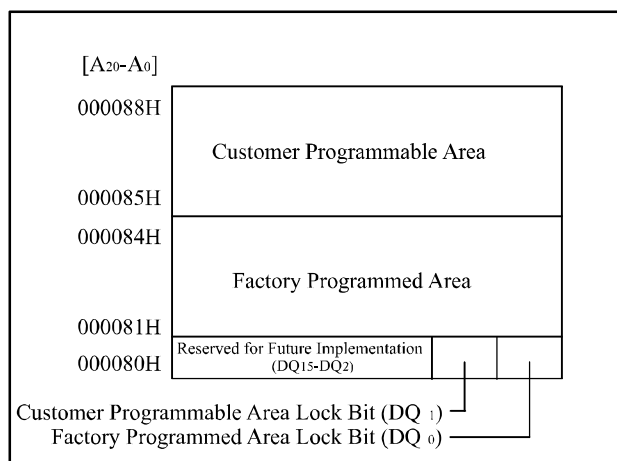 [A20-A0]
000088H
Customer Programmable Area
000085H
000084H
Factory Programmed Area
000081H
Reserved for Future Implementation
(DQ15-DQ2)
000080H
Customer Programmable Area Lock Bit (DQ 1)
Factory Programmed Area Lock Bit (DQ 0)